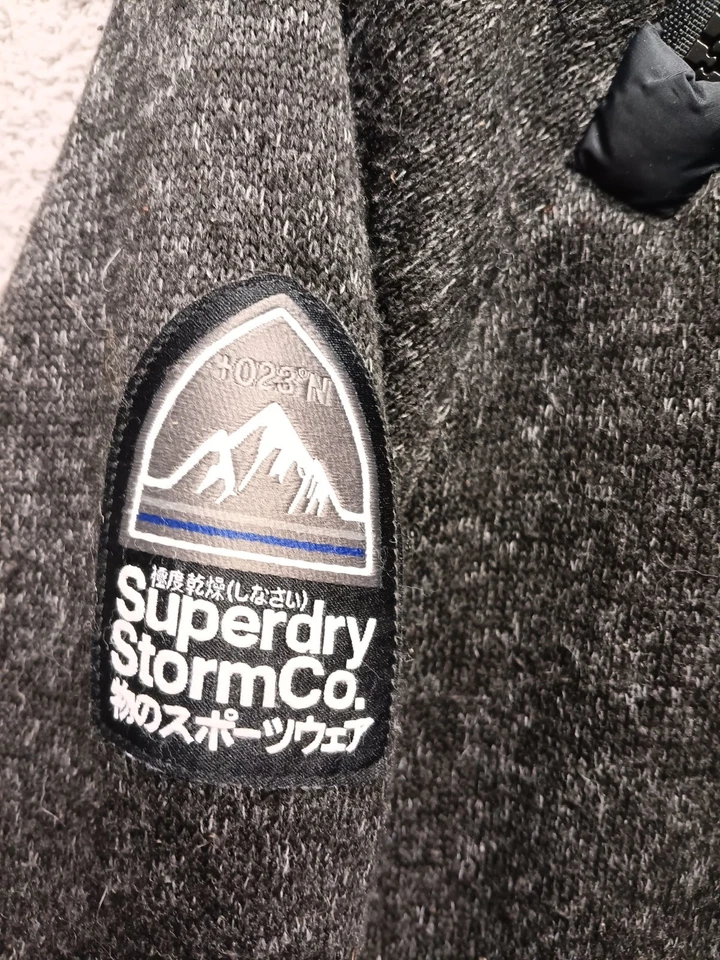 +023°N
極度乾燥(しなさい)
Superdry
StormCo.
物のスポーツウェア